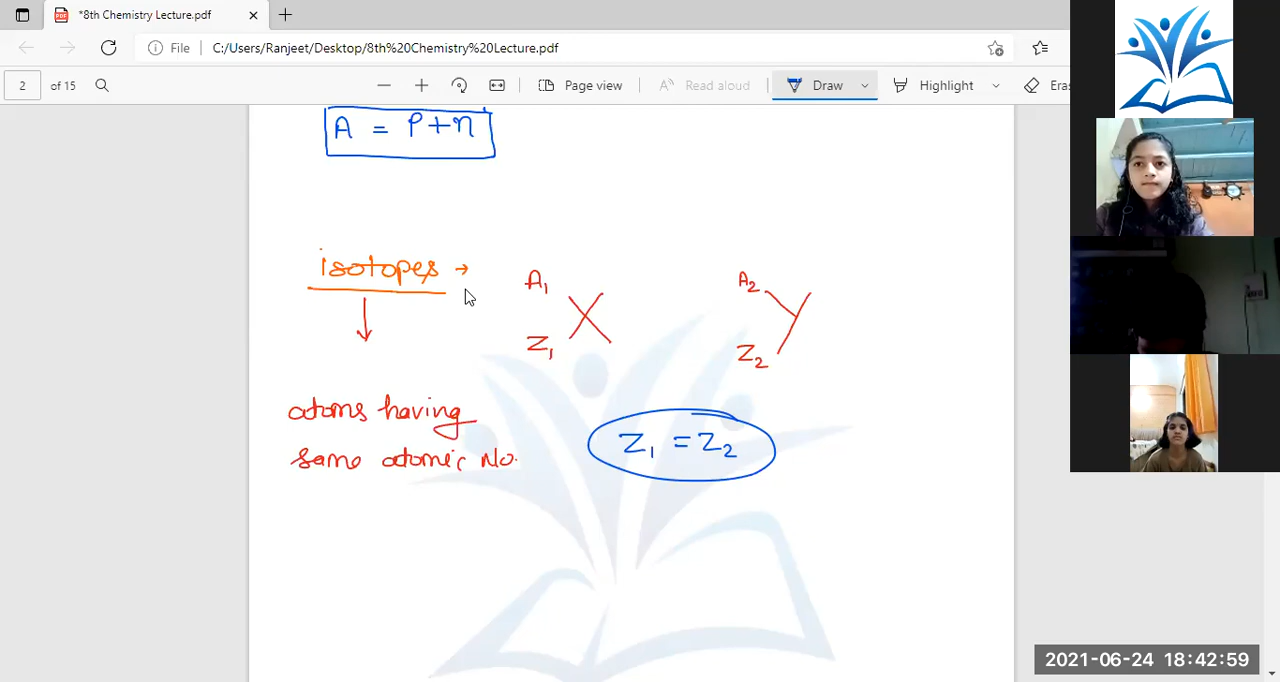 *8th Chemistry Lecture.pdf
File C:/Users/Ranjeet/Desktop/8th%20Chemistry%20Lecture.pdf
2 of 15 Page view Read aloud Draw Highlight Eras
A = P+n
isotopes →
A1 X
Z1
A2 Y
Z2
atoms having
same atomic No.
Z1 = Z2
2021-06-24 18:42:59